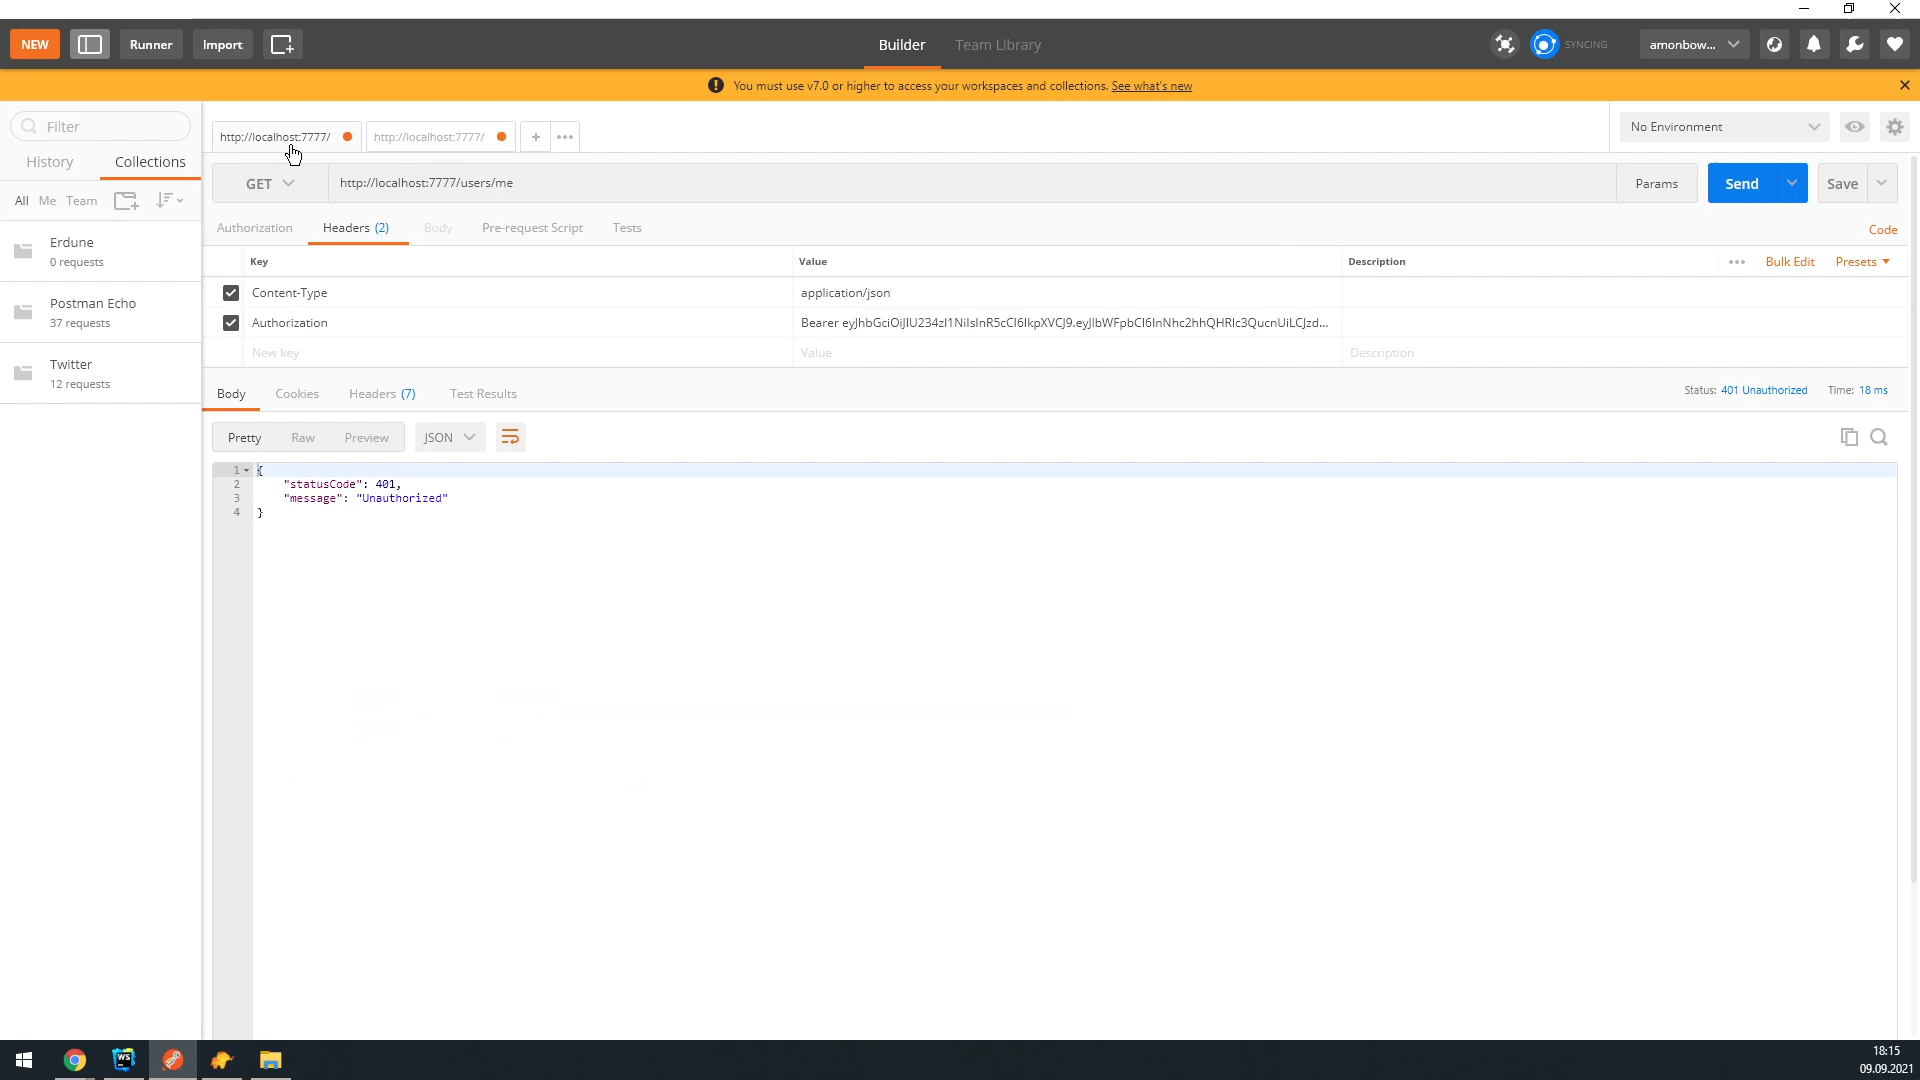 NEW
Runner
Import
Builder
Team Library
SYNCING
amonbow...
You must use v7.0 or higher to access your workspaces and collections. See what's new
Filter
http://localhost:7777/
http://localhost:7777/
No Environment
History
Collections
GET
http://localhost:7777/users/me
Params
Send
Save
All
Me
Team
Authorization
Headers (2)
Body
Pre-request Script
Tests
Code
Erdune
0 requests
Key
Value
Description
Bulk Edit
Presets
Content-Type
application/json
Postman Echo
37 requests
Authorization
Bearer eyJhbGciOiJIU234zI1NiIsInR5cCI6IkpXVCJ9.eyJlbWFpbCI6InNhc2hhQHRlc3QucnUiLCJzd...
New key
Value
Description
Twitter
12 requests
Body
Cookies
Headers (7)
Test Results
Status: 401 Unauthorized
Time: 18 ms
Pretty
Raw
Preview
JSON
1 {
2 "statusCode": 401,
3 "message": "Unauthorized"
4 }
WS
18:15
09.09.2021